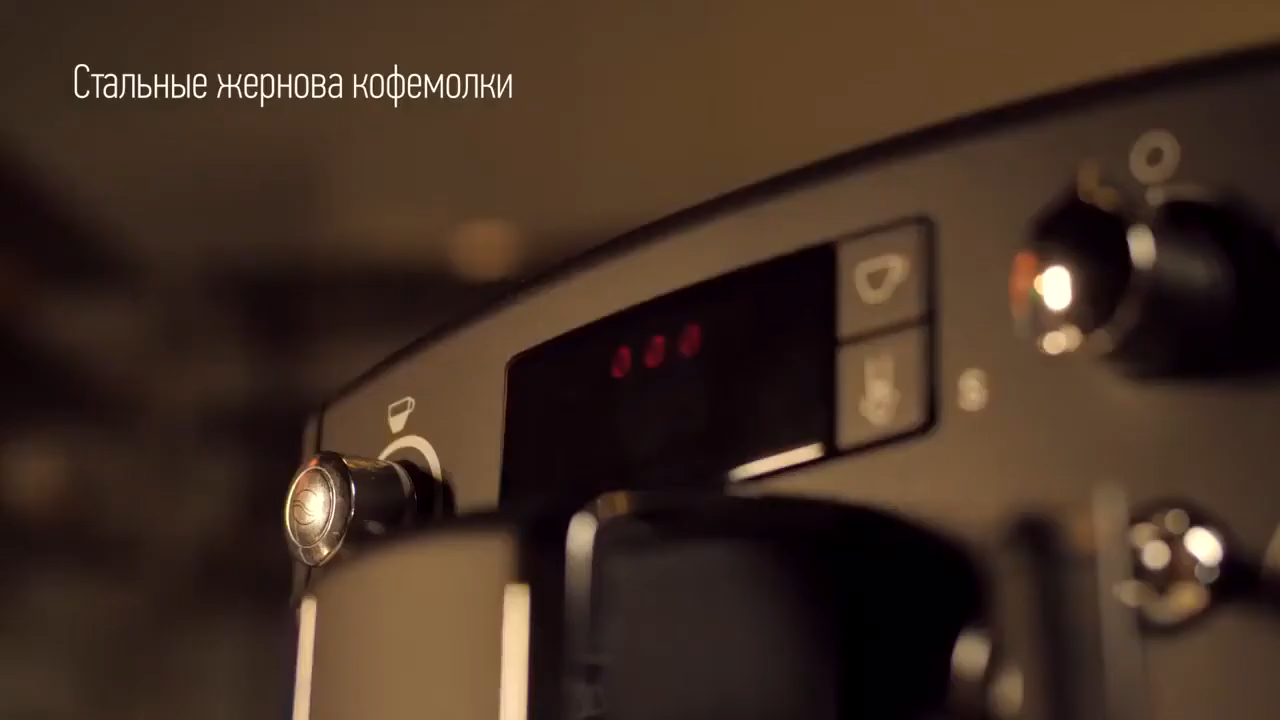 Стальные жернова кофемолки